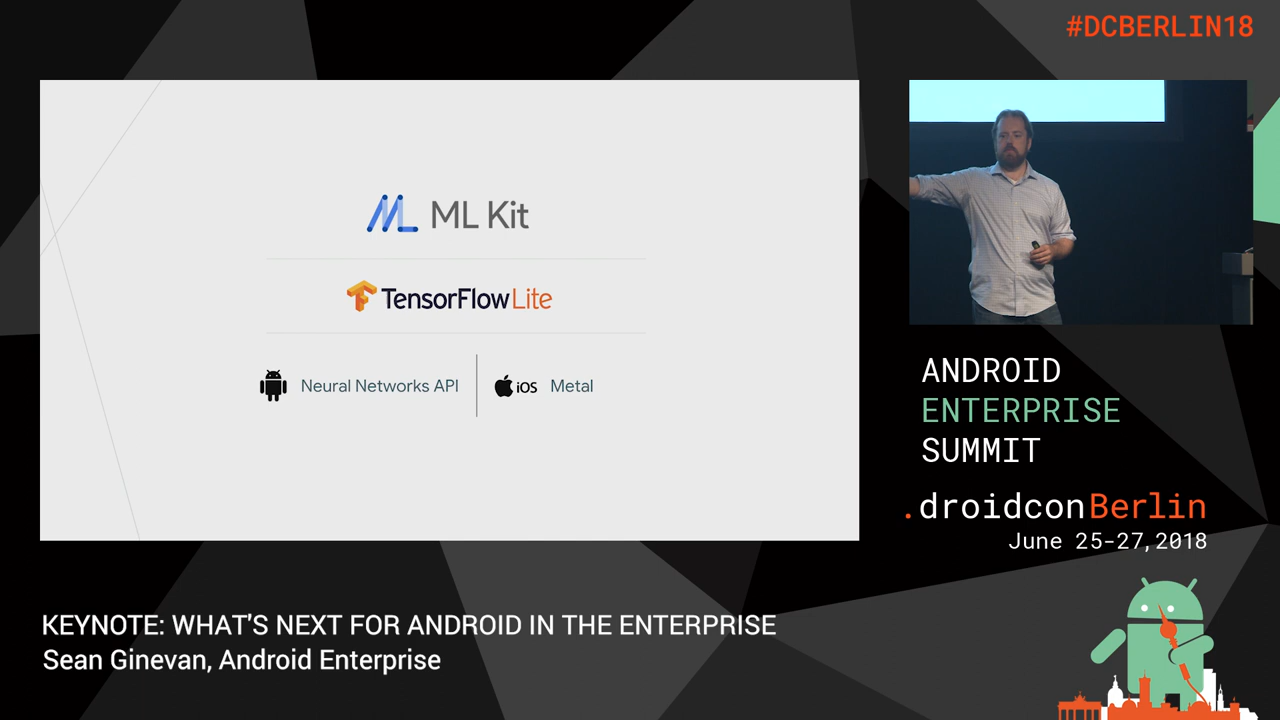 #DCBERLIN18
ML Kit
TensorFlow Lite
Neural Networks API
iOS Metal
ANDROID
ENTERPRISE
SUMMIT
.droidconBerlin
June 25-27, 2018
KEYNOTE: WHAT'S NEXT FOR ANDROID IN THE ENTERPRISE
Sean Ginevan, Android Enterprise